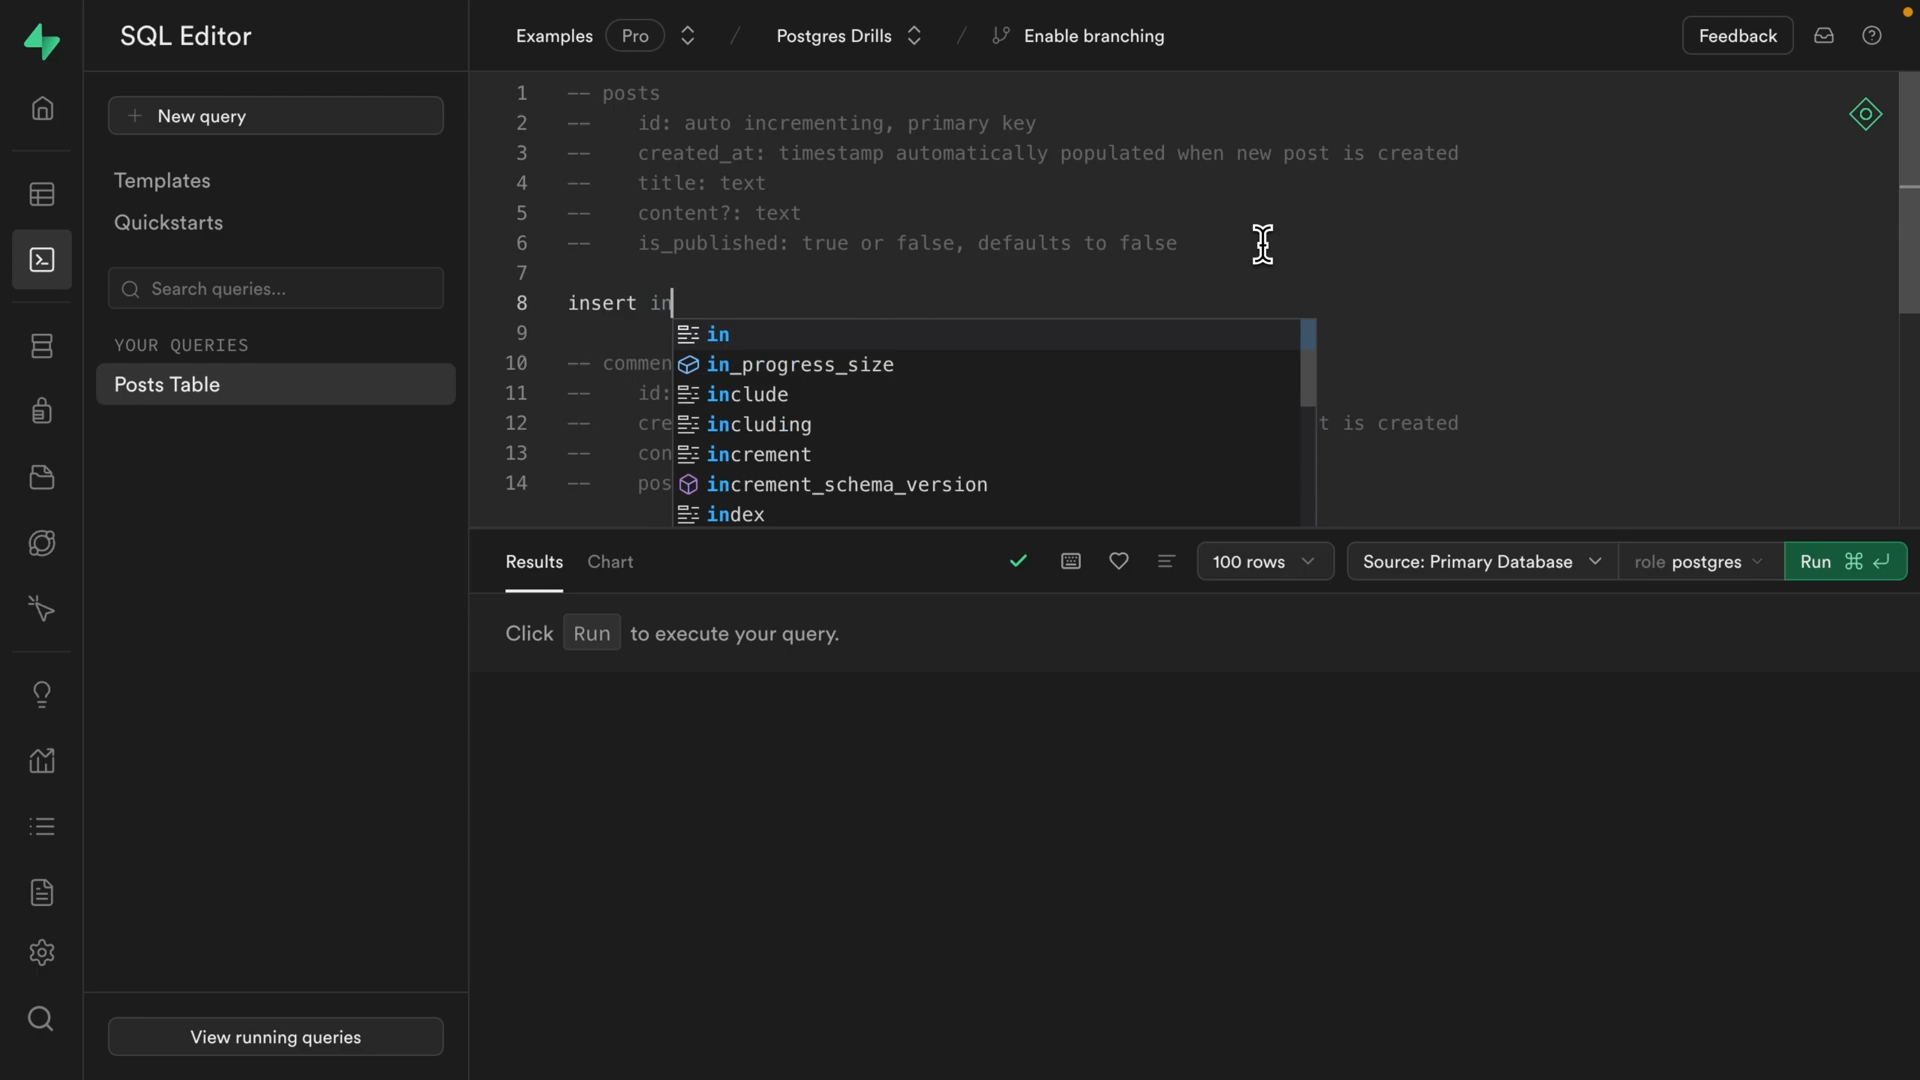 SQL Editor
Examples Pro / Postgres Drills / Enable branching
Feedback
New query
Templates
Quickstarts
Search queries...
YOUR QUERIES
Posts Table
View running queries
1 -- posts
2 -- id: auto incrementing, primary key
3 -- created_at: timestamp automatically populated when new post is created
4 -- title: text
5 -- content?: text
6 -- is_published: true or false, defaults to false
7
8 insert in
9
10 -- commen
11 -- id:
12 -- cre t is created
13 -- con
14 -- pos
in
in_progress_size
include
including
increment
increment_schema_version
index
Results Chart
100 rows
Source: Primary Database
role postgres
Run ⌘ ↵
Click Run to execute your query.